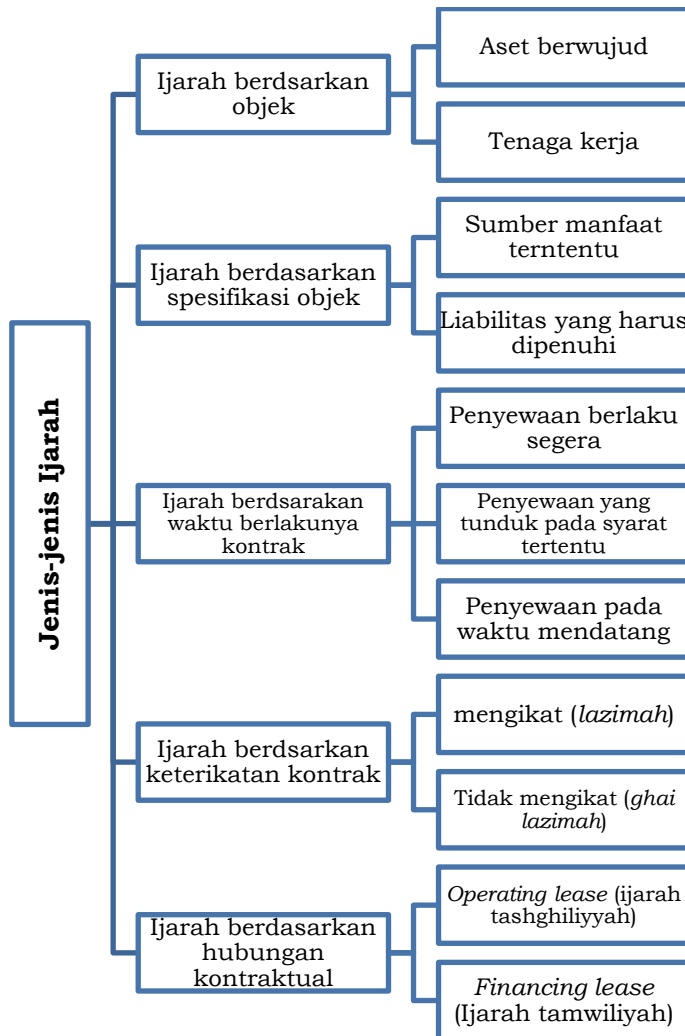 Jenis-jenis Ijarah
Ijarah berdsarkan
objek
Aset berwujud
Tenaga kerja
Ijarah berdasarkan
spesifikasi objek
Sumber manfaat
terntentu
Liabilitas yang harus
dipenuhi
Ijarah berdsarakan
waktu berlakunya
kontrak
Penyewaan berlaku
segera
Penyewaan yang
tunduk pada syarat
tertentu
Penyewaan pada
waktu mendatang
Ijarah berdsarkan
keterikatan kontrak
mengikat (lazimah)
Tidak mengikat (ghai
lazimah)
Ijarah berdasarkan
hubungan
kontraktual
Operating lease (ijarah
tashghiliyyah)
Financing lease
(Ijarah tamwiliyah)